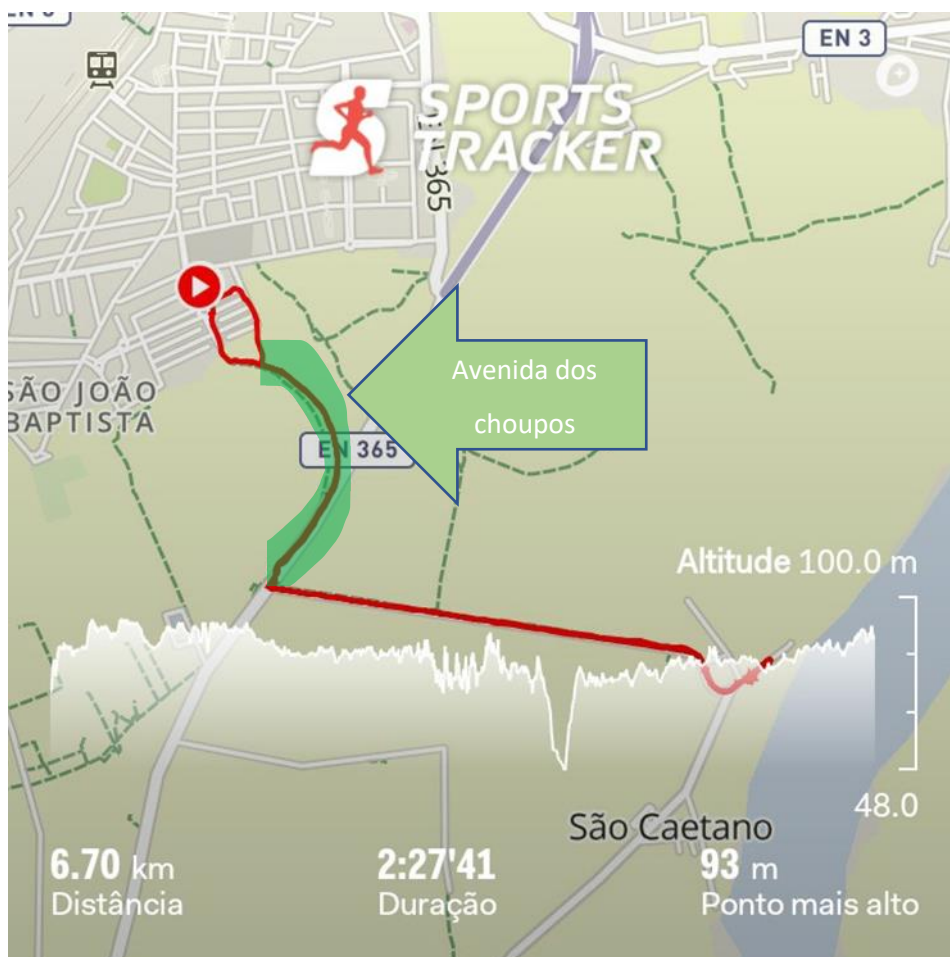 EN 3
SPORTS
TRACKER
EN 365
SÃO JOÃO
BAPTISTA
Avenida dos
choupos
EN 365
Altitude 100.0 m
48.0
São Caetano
6.70 km
Distância
2:27'41
Duração
93 m
Ponto mais alto